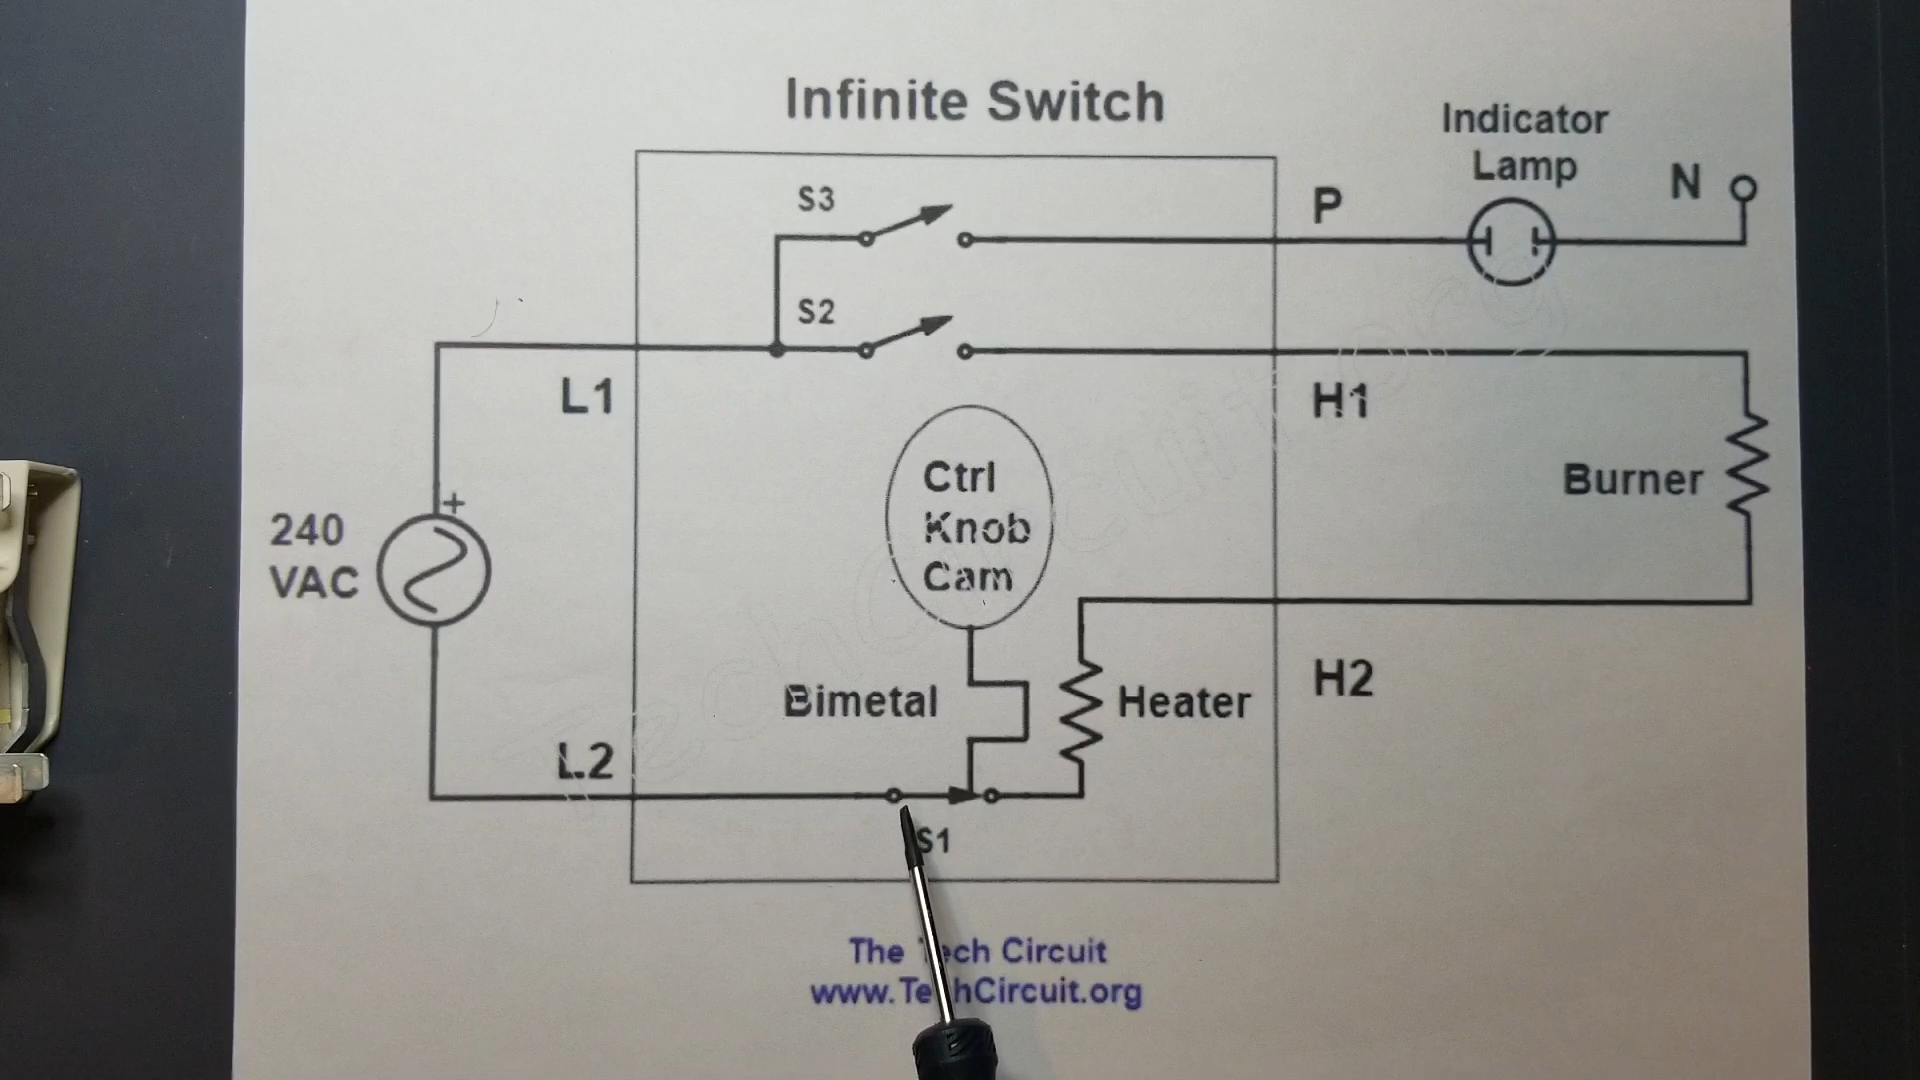 Infinite Switch
Indicator
Lamp
N
S3
P
S2
L1
H1
Ctrl
Knob
Cam
Burner
+
240
VAC
Bimetal
Heater
H2
L2
S1
The Tech Circuit
www.TechCircuit.org